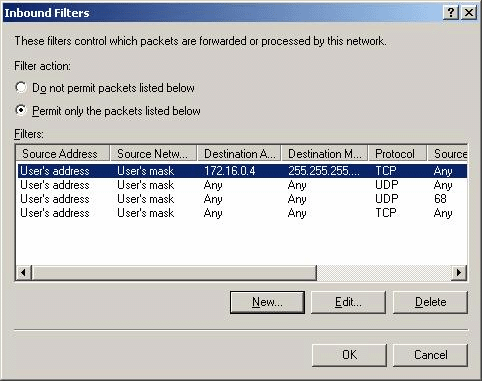 Inbound Filters
These filters control which packets are forwarded or processed by this network.
Filter action:
Do not permit packets listed below
Permit only the packets listed below
Filters:
Source Address Source Netw... Destination A... Destination M... Protocol Source
User's address User's mask 172.16.0.4 255.255.255.... TCP Any
User's address User's mask Any Any UDP Any
User's address User's mask Any Any UDP 68
User's address User's mask Any Any TCP Any
New... Edit... Delete
OK Cancel